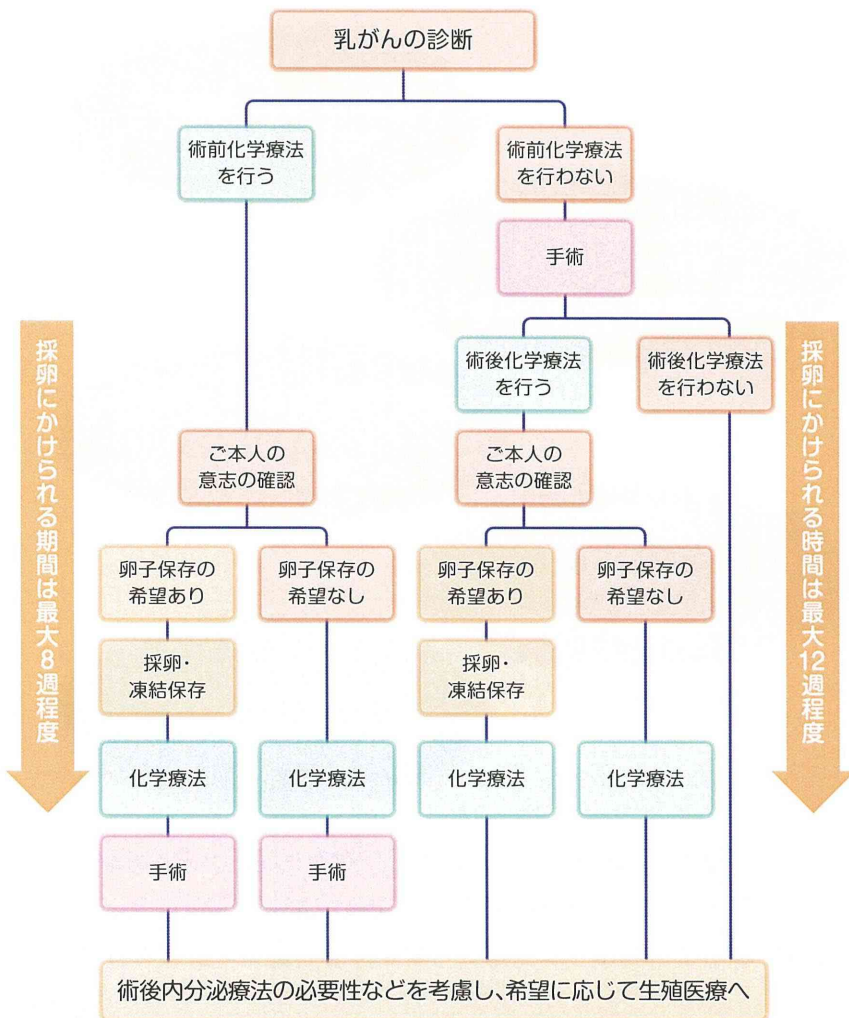 乳がんの診断
術前化学療法
を行う
術前化学療法
を行わない
手術
術後化学療法
を行う
術後化学療法
を行わない
ご本人の
意志の確認
ご本人の
意志の確認
卵子保存の
希望あり
卵子保存の
希望なし
卵子保存の
希望あり
卵子保存の
希望なし
採卵・
凍結保存
採卵・
凍結保存
化学療法
化学療法
化学療法
化学療法
手術
手術
術後内分泌療法の必要性などを考慮し、希望に応じて生殖医療へ
採卵にかけられる期間は最大8週程度
採卵にかけられる時間は最大12週程度